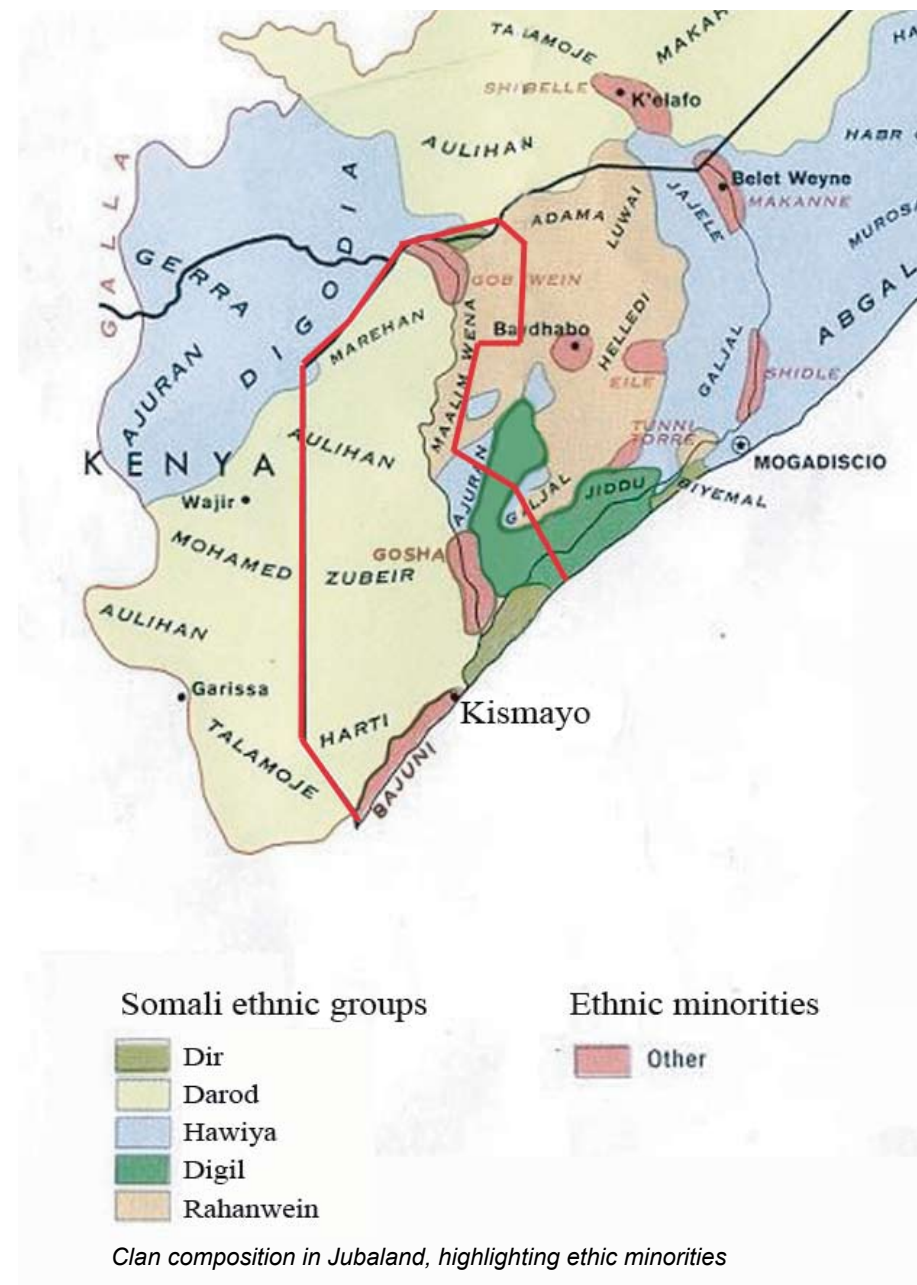 TALAMOJE
MAKAH
HA
SHIBELLE
K'elafo
AULIHAN
HABR
GALLA
Belet Weyne
MAKANNE
ADAMA
LUWAI
JAJELE
MUROSA
DIGODIA
GERRA
GOBWEIN
ABGAL
MAREHAN
MAALIM WENA
Baydhabo
HELLEDI
GALJAL
SHIDLE
EILE
AJURAN
AULIHAN
TUNNI
TORRE
KENYA
MOGADISCIO
Wajir
AJURAN
GALJAL
JIDDU
BIYEMAL
MOHAMED ZUBEIR
GOSHA
AULIHAN
Garissa
Kismayo
TALAMOJE
HARTI
BAJUNI
Somali ethnic groups
Dir
Darod
Hawiya
Digil
Rahanwein
Ethnic minorities
Other
Clan composition in Jubaland, highlighting ethic minorities